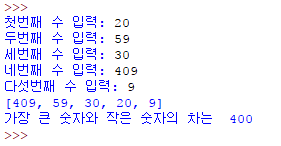 >>>
첫번째 수 입력: 20
두번째 수 입력: 59
세번째 수 입력: 30
네번째 수 입력: 409
다섯번째 수 입력: 9
[409, 59, 30, 20, 9]
가장 큰 숫자와 작은 숫자의 차는  400
>>>